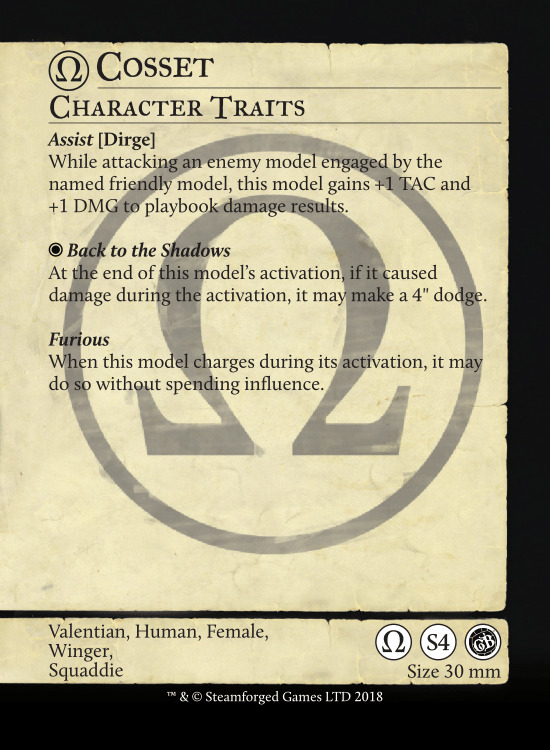 Ω Cosset
Character Traits
Assist [Dirge]
While attacking an enemy model engaged by the
named friendly model, this model gains +1 TAC and
+1 DMG to playbook damage results.
Back to the Shadows
At the end of this model's activation, if it caused
damage during the activation, it may make a 4" dodge.
Furious
When this model charges during its activation, it may
do so without spending influence.
Ω
Valentian, Human, Female,
Winger,
Squaddie
Ω S4 GB
Size 30 mm
™ & © Steamforged Games LTD 2018